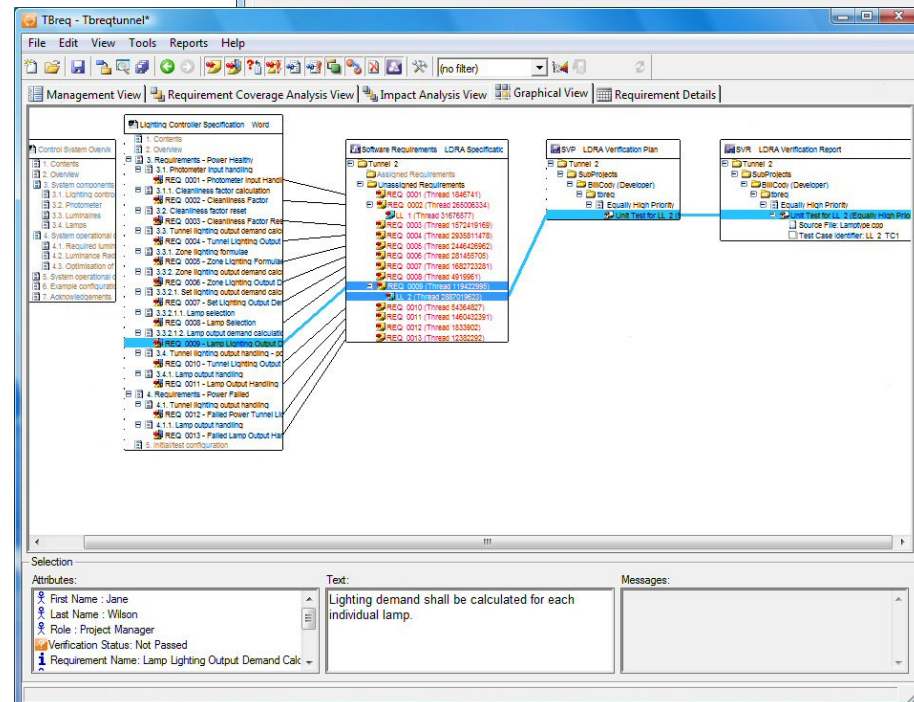 TBreq - Tbreqtunnel*
File Edit View Tools Reports Help
(no filter)
Management View Requirement Coverage Analysis View Impact Analysis View Graphical View Requirement Details
Control System Overvie
1. Contents
2. Overview
3. System components
3.1. Lighting contro
3.2. Photometer
3.3. Luminaires
3.4. Lamps
4. System operational
4.1. Required lumin
4.2. Luminance Red
4.3. Optimisation of
5. System operational
6. Example configurati
7. Acknowledgements
Lighting Controller Specification Word
1. Contents
2. Overview
3. Requirements - Power Healthy
3.1. Photometer input handling
REQ 0001 - Photometer Input Handl
3.1.1. Cleanliness factor calculation
REQ 0002 - Cleanliness Factor
3.2. Cleanliness factor reset
REQ 0003 - Cleanliness Factor Res
3.3. Tunnel lighting output demand calc
REQ 0004 - Tunnel Lighting Output
3.3.1. Zone lighting formulae
REQ 0005 - Zone Lighting Formulae
3.3.2. Zone lighting output demand calc
REQ 0006 - Zone Lighting Output D
3.3.2.1. Set lighting output demand calc
REQ 0007 - Set Lighting Output De
3.3.2.1.1. Lamp selection
REQ 0008 - Lamp Selection
3.3.2.1.2. Lamp output demand calculatio
REQ 0009 - Lamp Lighting Output D
3.4. Tunnel lighting output handling - po
REQ 0010 - Tunnel Lighting Output
3.4.1. Lamp output handling
REQ 0011 - Lamp Output Handling
4. Requirements - Power Failed
4.1. Tunnel lighting output handling
REQ 0012 - Failed Power Tunnel Li
4.1.1. Lamp output handling
REQ 0013 - Failed Lamp Output Han
5. Initial/test configuration
Software Requirements LDRA Specificatic
Tunnel 2
Assigned Requirements
Unassigned Requirements
REQ 0001 (Thread 1846741)
REQ 0002 (Thread 265006334)
LL 1 (Thread 31676577)
REQ 0003 (Thread 1572419169)
REQ 0004 (Thread 2935811478)
REQ 0005 (Thread 2446426962)
REQ 0006 (Thread 281455705)
REQ 0007 (Thread 1682723281)
REQ 0008 (Thread 4919961)
REQ 0009 (Thread 119422995)
LL 2 (Thread 2887019623)
REQ 0010 (Thread 54364827)
REQ 0011 (Thread 1460432391)
REQ 0012 (Thread 1833902)
REQ 0013 (Thread 12382292)
SVP LDRA Verification Plan
Tunnel 2
SubProjects
BillCody (Developer)
tbreq
Equally High Priority
Unit Test for LL 2 (
SVR LDRA Verification Report
Tunnel 2
SubProjects
BillCody (Developer)
tbreq
Equally High Priority
Unit Test for LL 2 (Equally High Prio
Source File: Lamptype.cpp
Test Case Identifier: LL 2 TC1
Selection
Attributes:
First Name : Jane
Last Name : Wilson
Role : Project Manager
Verification Status: Not Passed
Requirement Name: Lamp Lighting Output Demand Calc
Text:
Lighting demand shall be calculated for each
individual lamp.
Messages: